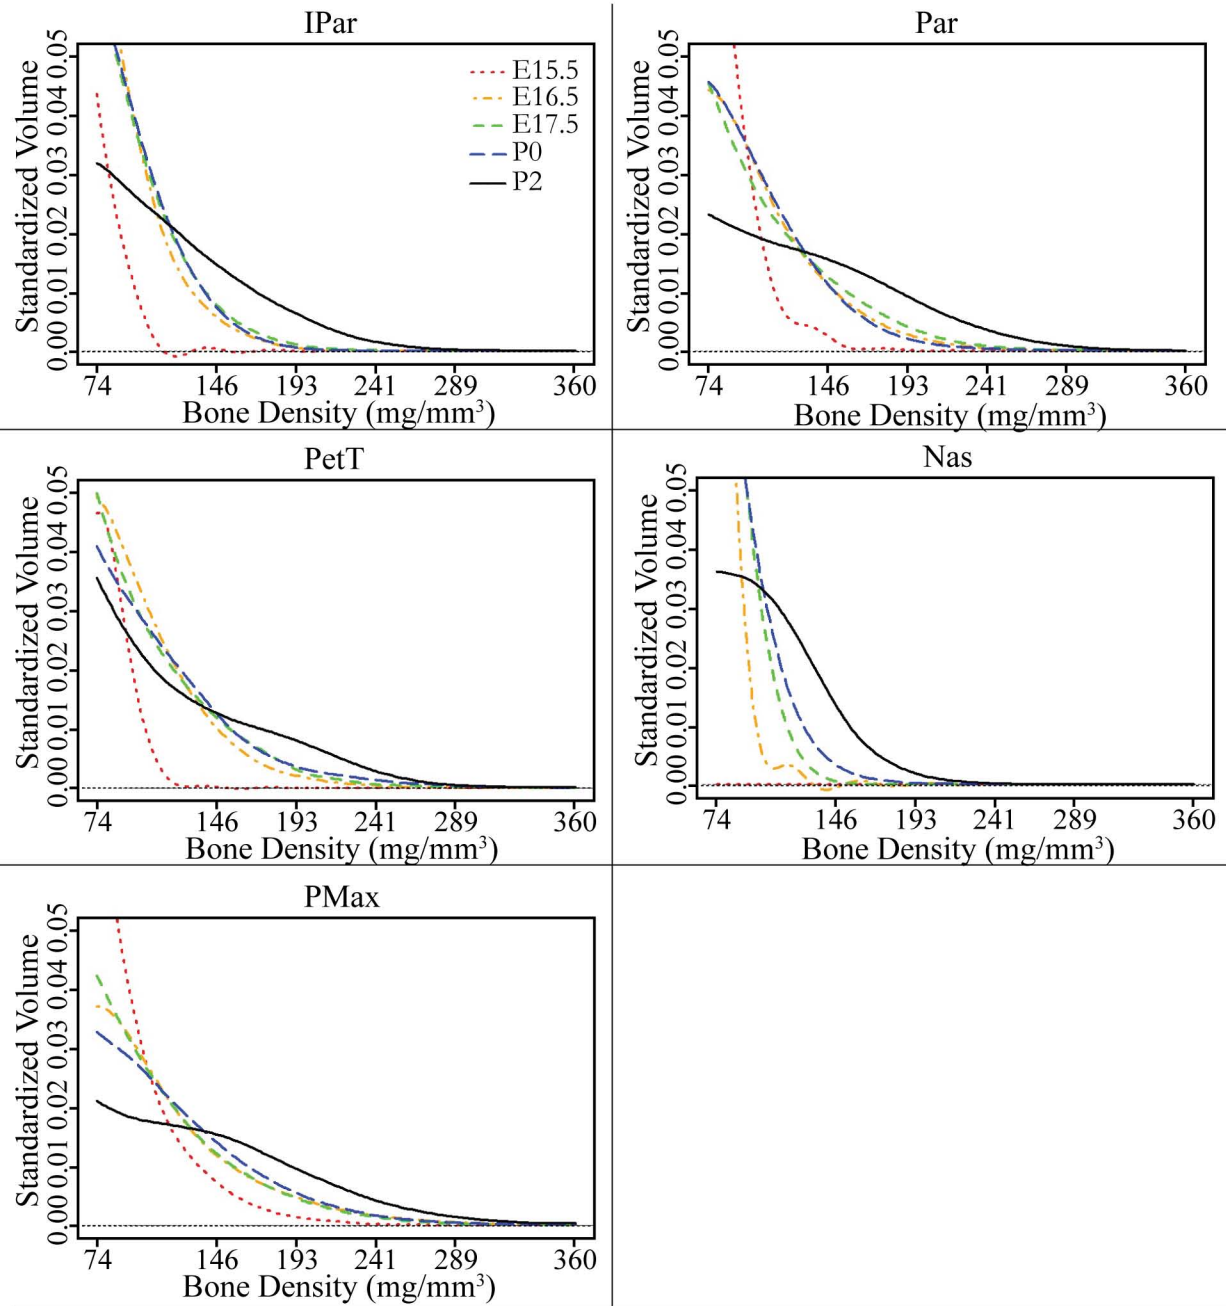 IPar
Standardized Volume
0.00 0.01 0.02 0.03 0.04 0.05
E15.5
E16.5
E17.5
P0
P2
74 146 193 241 289 360
Bone Density (mg/mm³)
Par
Standardized Volume
0.00 0.01 0.02 0.03 0.04 0.05
74 146 193 241 289 360
Bone Density (mg/mm³)
PetT
Standardized Volume
0.00 0.01 0.02 0.03 0.04 0.05
74 146 193 241 289 360
Bone Density (mg/mm³)
Nas
Standardized Volume
0.00 0.01 0.02 0.03 0.04 0.05
74 146 193 241 289 360
Bone Density (mg/mm³)
PMax
Standardized Volume
0.00 0.01 0.02 0.03 0.04 0.05
74 146 193 241 289 360
Bone Density (mg/mm³)